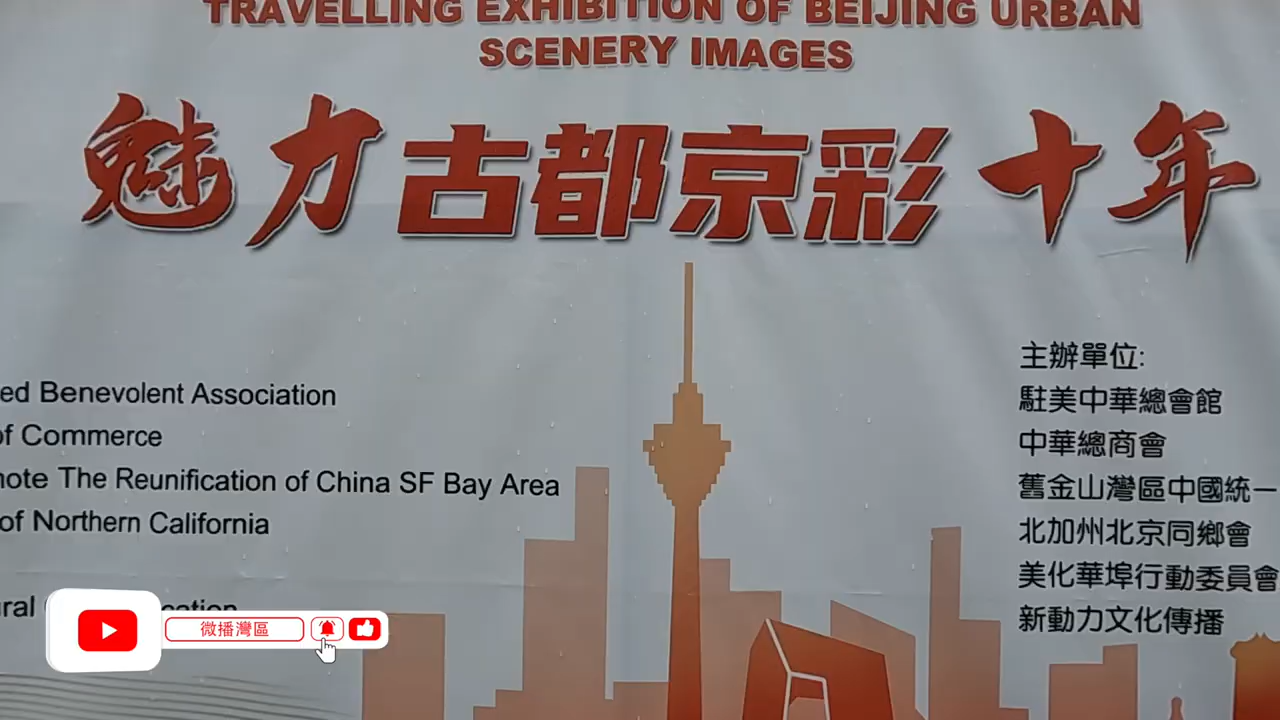 TRAVELLING EXHIBITION OF BEIJING URBAN
SCENERY IMAGES
魅力古都京彩十年
ed Benevolent Association
of Commerce
ote The Reunification of China SF Bay Area
of Northern California
ral
主辦單位:
駐美中華總會館
中華總商會
舊金山灣區中國統一
北加州北京同鄉會
美化華埠行動委員會
新動力文化傳播
微播灣區